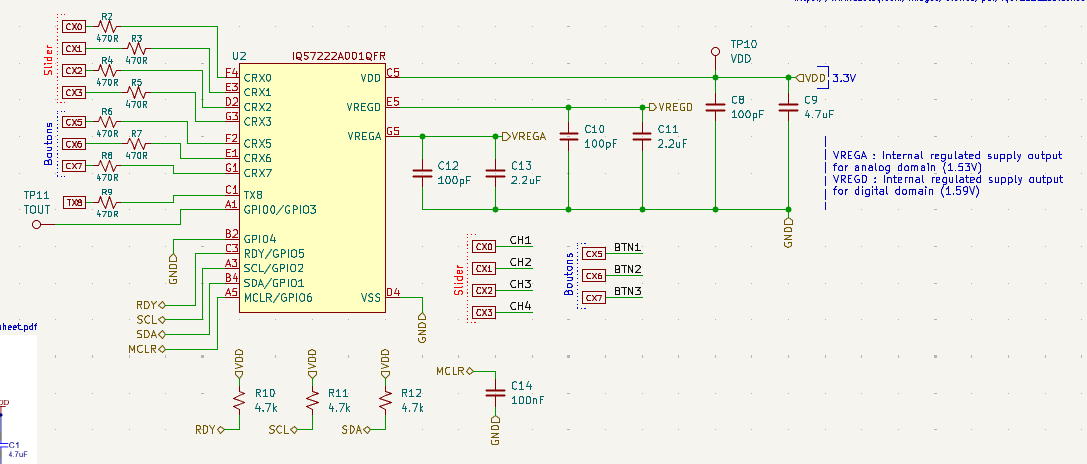 TP10
VDD
U2
IQS7222A001QFR
Slider
CX0
R2
470R
CX1
R3
470R
CX2
R4
470R
CX3
R5
470R
Boutons
CX5
R6
470R
CX6
R7
470R
CX7
R8
470R
TX8
R9
470R
TP11
TOUT
F4
CRX0
E3
CRX1
D2
CRX2
G3
CRX3
F2
CRX5
E1
CRX6
G1
CRX7
C1
TX8
A1
GPIO0/GPIO3
B2
GPIO4
C3
RDY/GPIO5
A3
SCL/GPIO2
B4
SDA/GPIO1
A5
MCLR/GPIO6
VDD
C5
VREGD
E5
VREGA
G5
VSS
D4
VDD
3.3V
VREGD
VREGA
C8
100pF
C9
4.7uF
C10
100pF
C11
2.2uF
C12
100pF
C13
2.2uF
GND
VREGA : Internal regulated supply output
for analog domain (1.53V)
VREGD : Internal regulated supply output
for digital domain (1.59V)
GND
RDY
SCL
SDA
MCLR
GND
Slider
CX0
CH1
CX1
CH2
CX2
CH3
CX3
CH4
Boutons
CX5
BTN1
CX6
BTN2
CX7
BTN3
heet.pdf
VDD
R10
4.7k
RDY
VDD
R11
4.7k
SCL
VDD
R12
4.7k
SDA
MCLR
C14
100nF
GND
C1
4.7uF